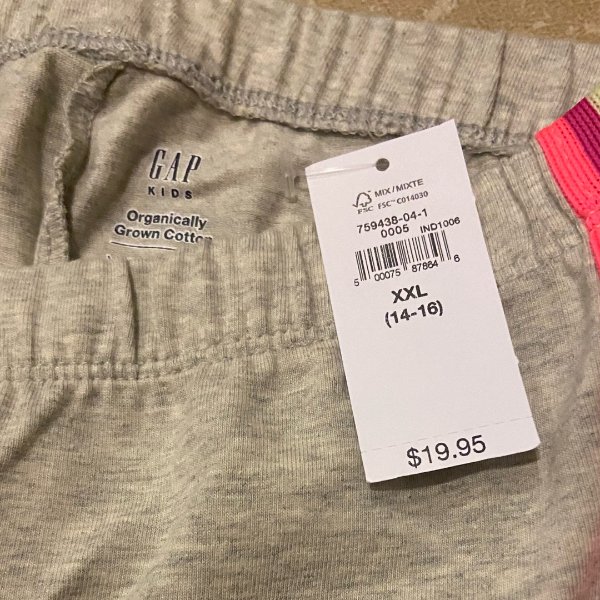 GAP
KIDS
Organically
Grown Cotton
FSC
MIX/MIXTE
FSC™ C014030
759438-04-1
0005 IND1006
5 00075 87864 6
XXL
(14-16)
$19.95